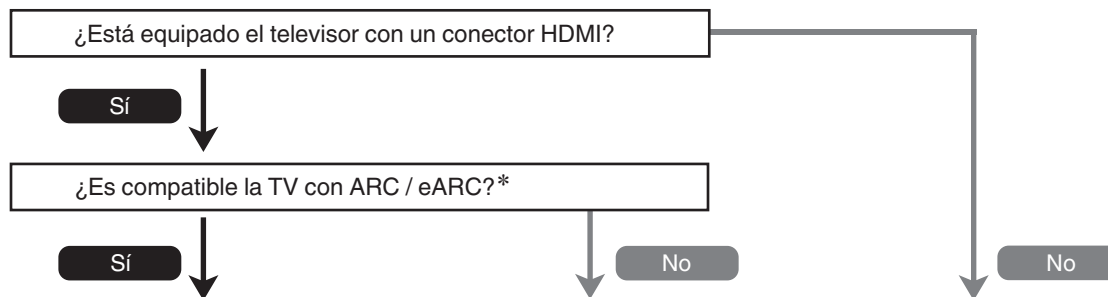 ¿Está equipado el televisor con un conector HDMI?
Sí
¿Es compatible la TV con ARC / eARC?*
Sí
No
No